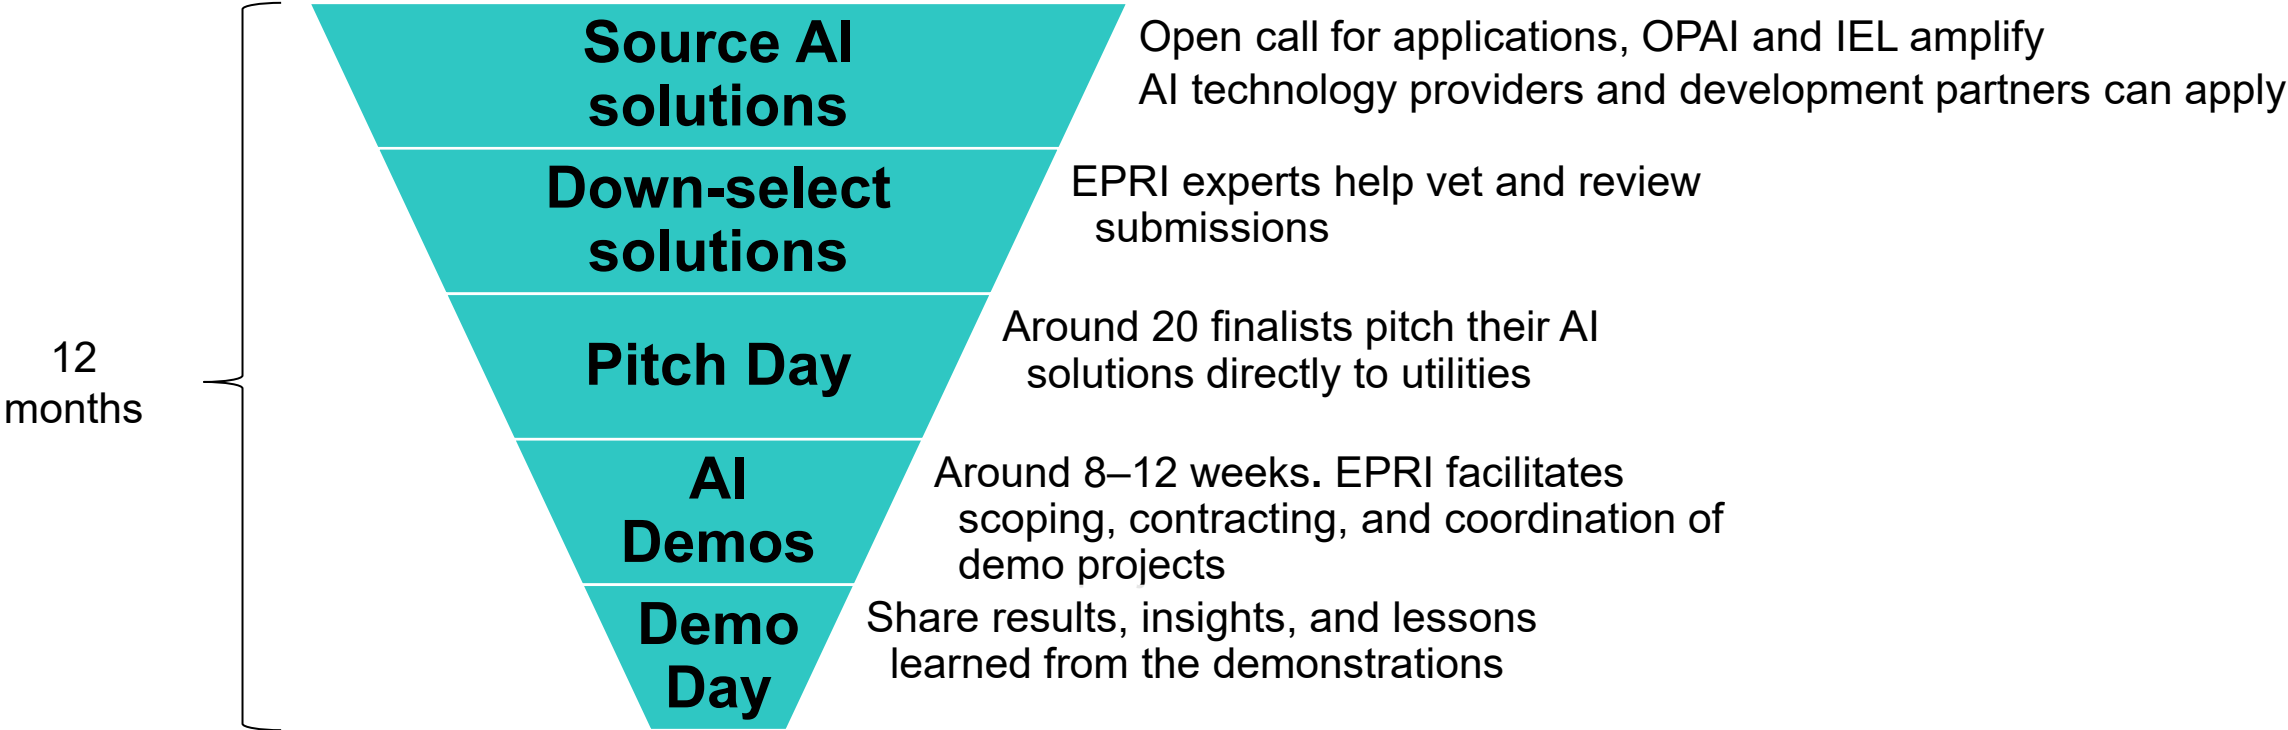 12
months
Source AI
solutions
Open call for applications, OPAI and IEL amplify
AI technology providers and development partners can apply
Down-select
solutions
EPRI experts help vet and review
submissions
Pitch Day
Around 20 finalists pitch their AI
solutions directly to utilities
AI
Demos
Around 8–12 weeks. EPRI facilitates
scoping, contracting, and coordination of
demo projects
Demo
Day
Share results, insights, and lessons
learned from the demonstrations